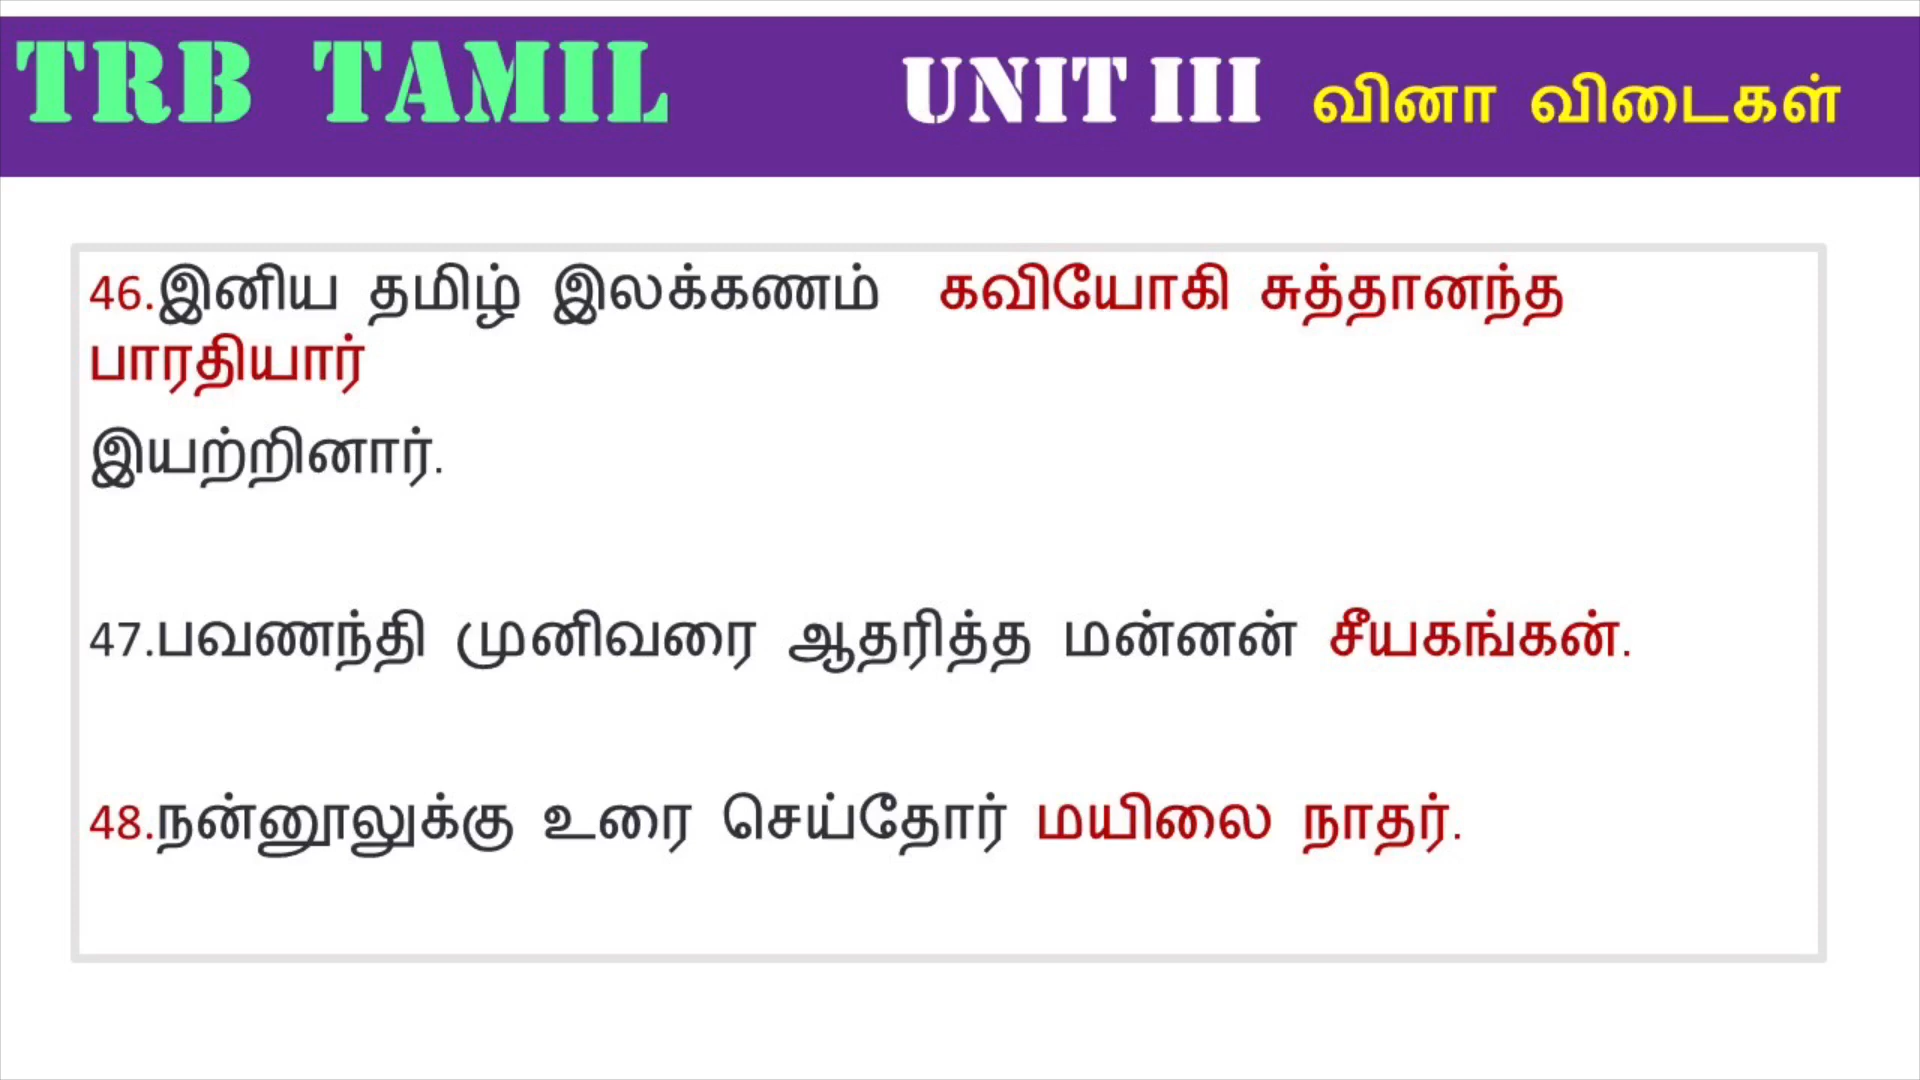 TRB TAMIL UNIT III வினா விடைகள்
46.இனிய தமிழ் இலக்கணம் கவியோகி சுத்தானந்த
பாரதியார்
இயற்றினார்.
47.பவணந்தி முனிவரை ஆதரித்த மன்னன் சீயகங்கன்.
48.நன்னூலுக்கு உரை செய்தோர் மயிலை நாதர்.